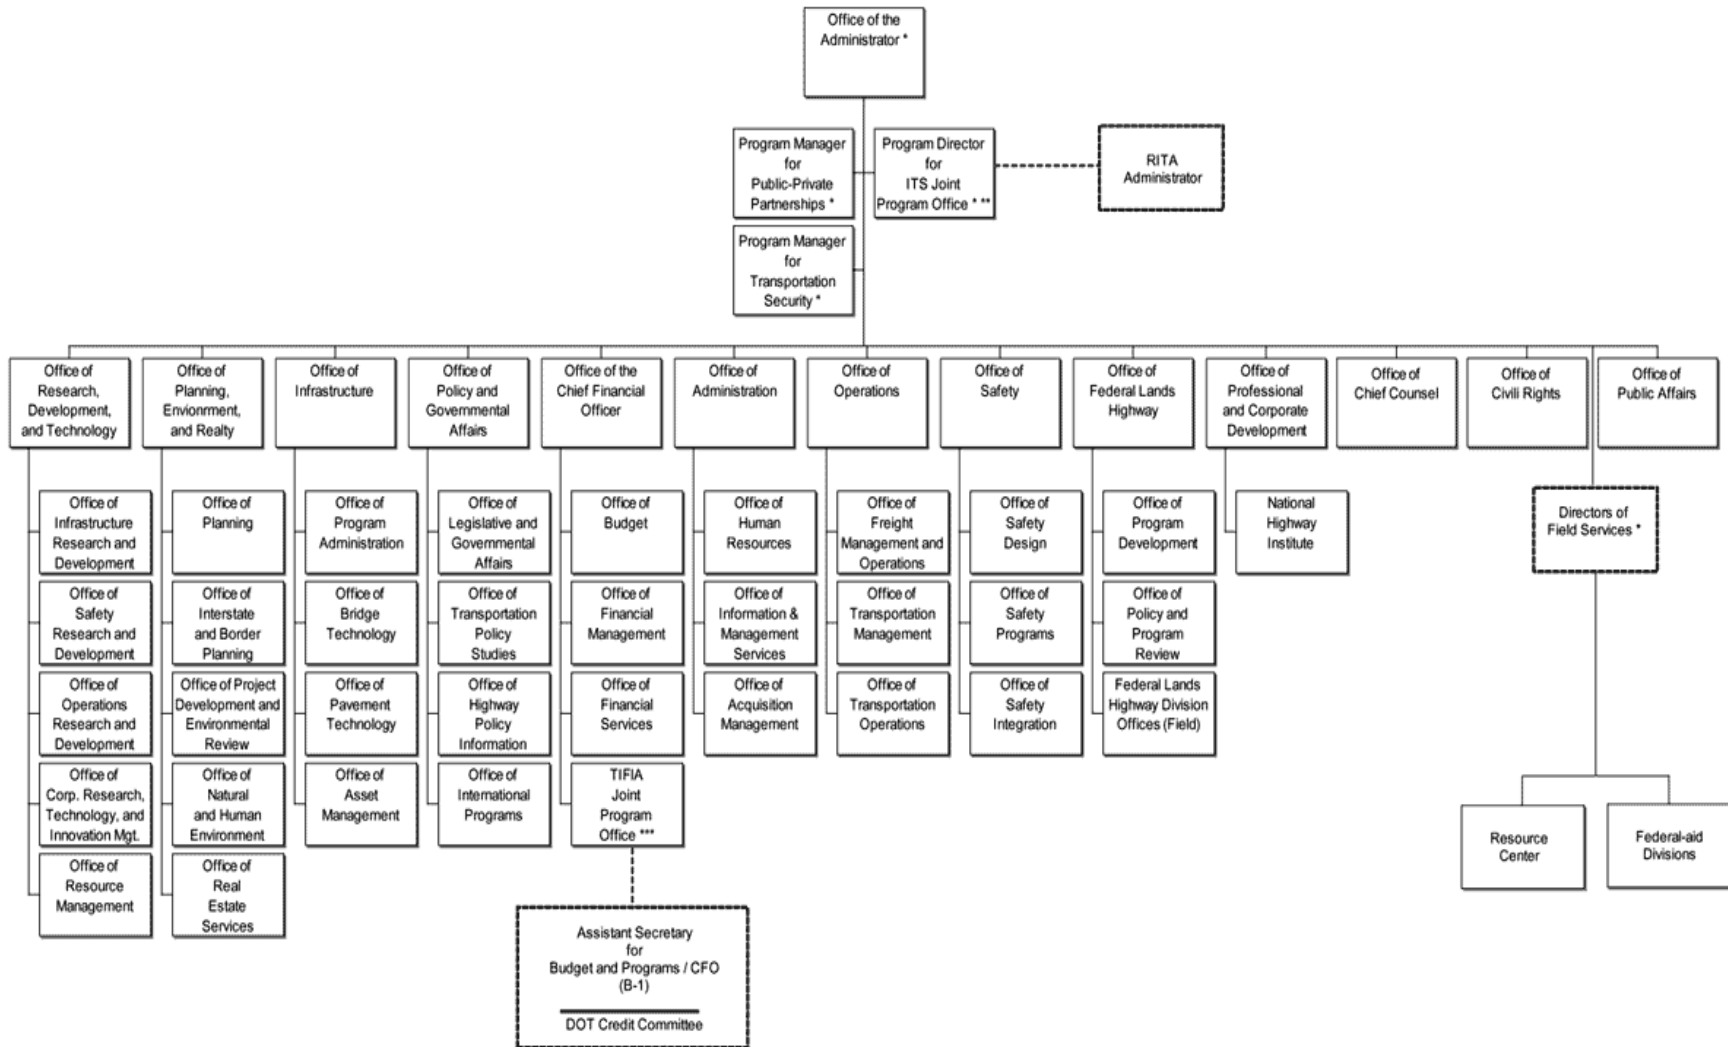 Office of the
Administrator *
Program Manager
for
Public-Private
Partnerships *
Program Director
for
ITS Joint
Program Office * **
RITA
Administrator
Program Manager
for
Transportation
Security *
Office of
Research,
Development,
and Technology
Office of
Planning,
Envionrment,
and Realty
Office of
Infrastructure
Office of
Policy and
Governmental
Affairs
Office of the
Chief Financial
Officer
Office of
Administration
Office of
Operations
Office of
Safety
Office of
Federal Lands
Highway
Office of
Professional
and Corporate
Development
Office of
Chief Counsel
Office of
Civili Rights
Office of
Public Affairs
Office of
Infrastructure
Research and
Development
Office of
Planning
Office of
Program
Administration
Office of
Legislative and
Governmental
Affairs
Office of
Budget
Office of
Human
Resources
Office of
Freight
Management and
Operations
Office of
Safety
Design
Office of
Program
Development
National
Highway
Institute
Directors of
Field Services *
Office of
Safety
Research and
Development
Office of
Interstate
and Border
Planning
Office of
Bridge
Technology
Office of
Transportation
Policy
Studies
Office of
Financial
Management
Office of
Information &
Management
Services
Office of
Transportation
Management
Office of
Safety
Programs
Office of
Policy and
Program
Review
Office of
Operations
Research and
Development
Office of Project
Development and
Environmental
Review
Office of
Pavement
Technology
Office of
Highway
Policy
Information
Office of
Financial
Services
Office of
Acquisition
Management
Office of
Transportation
Operations
Office of
Safety
Integration
Federal Lands
Highway Division
Offices (Field)
Office of
Corp. Research,
Technology, and
Innovation Mgt.
Office of
Natural
and Human
Environment
Office of
Asset
Management
Office of
International
Programs
TIFIA
Joint
Program
Office ***
Resource
Center
Federal-aid
Divisions
Office of
Resource
Management
Office of
Real
Estate
Services
Assistant Secretary
for
Budget and Programs / CFO
(B-1)
DOT Credit Committee